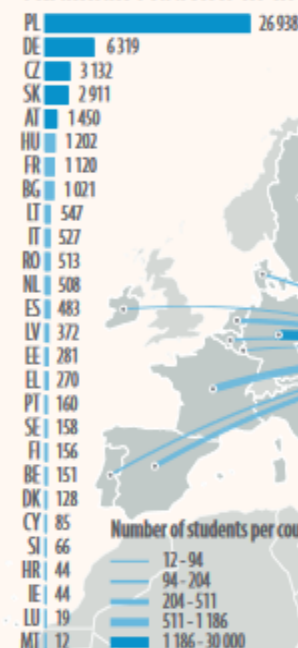 PL 26 938
DE 6 319
CZ 3 132
SK 2 911
AT 1 450
HU 1 202
FR 1 120
BG 1 021
LT 547
IT 527
RO 513
NL 508
ES 483
LV 372
EE 281
EL 270
PT 160
SE 158
FI 156
BE 151
DK 128
CY 85
SI 66
HR 44
IE 44
LU 19
MT 12
Number of students per cou
12 - 94
94 - 204
204 - 511
511 - 1 186
1 186 - 30 000